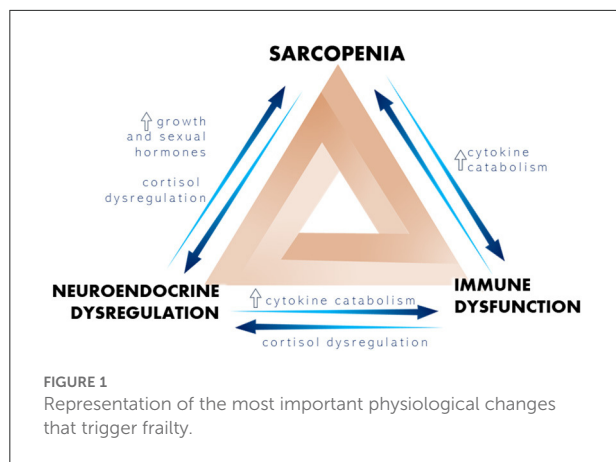 SARCOPENIA
⇧ growth
and sexual
hormones
cortisol
dysregulation
⇧cytokine
catabolism
NEUROENDOCRINE
DYSREGULATION
⇧ cytokine catabolism
cortisol dysregulation
IMMUNE
DYSFUNCTION
FIGURE 1
Representation of the most important physiological changes
that trigger frailty.